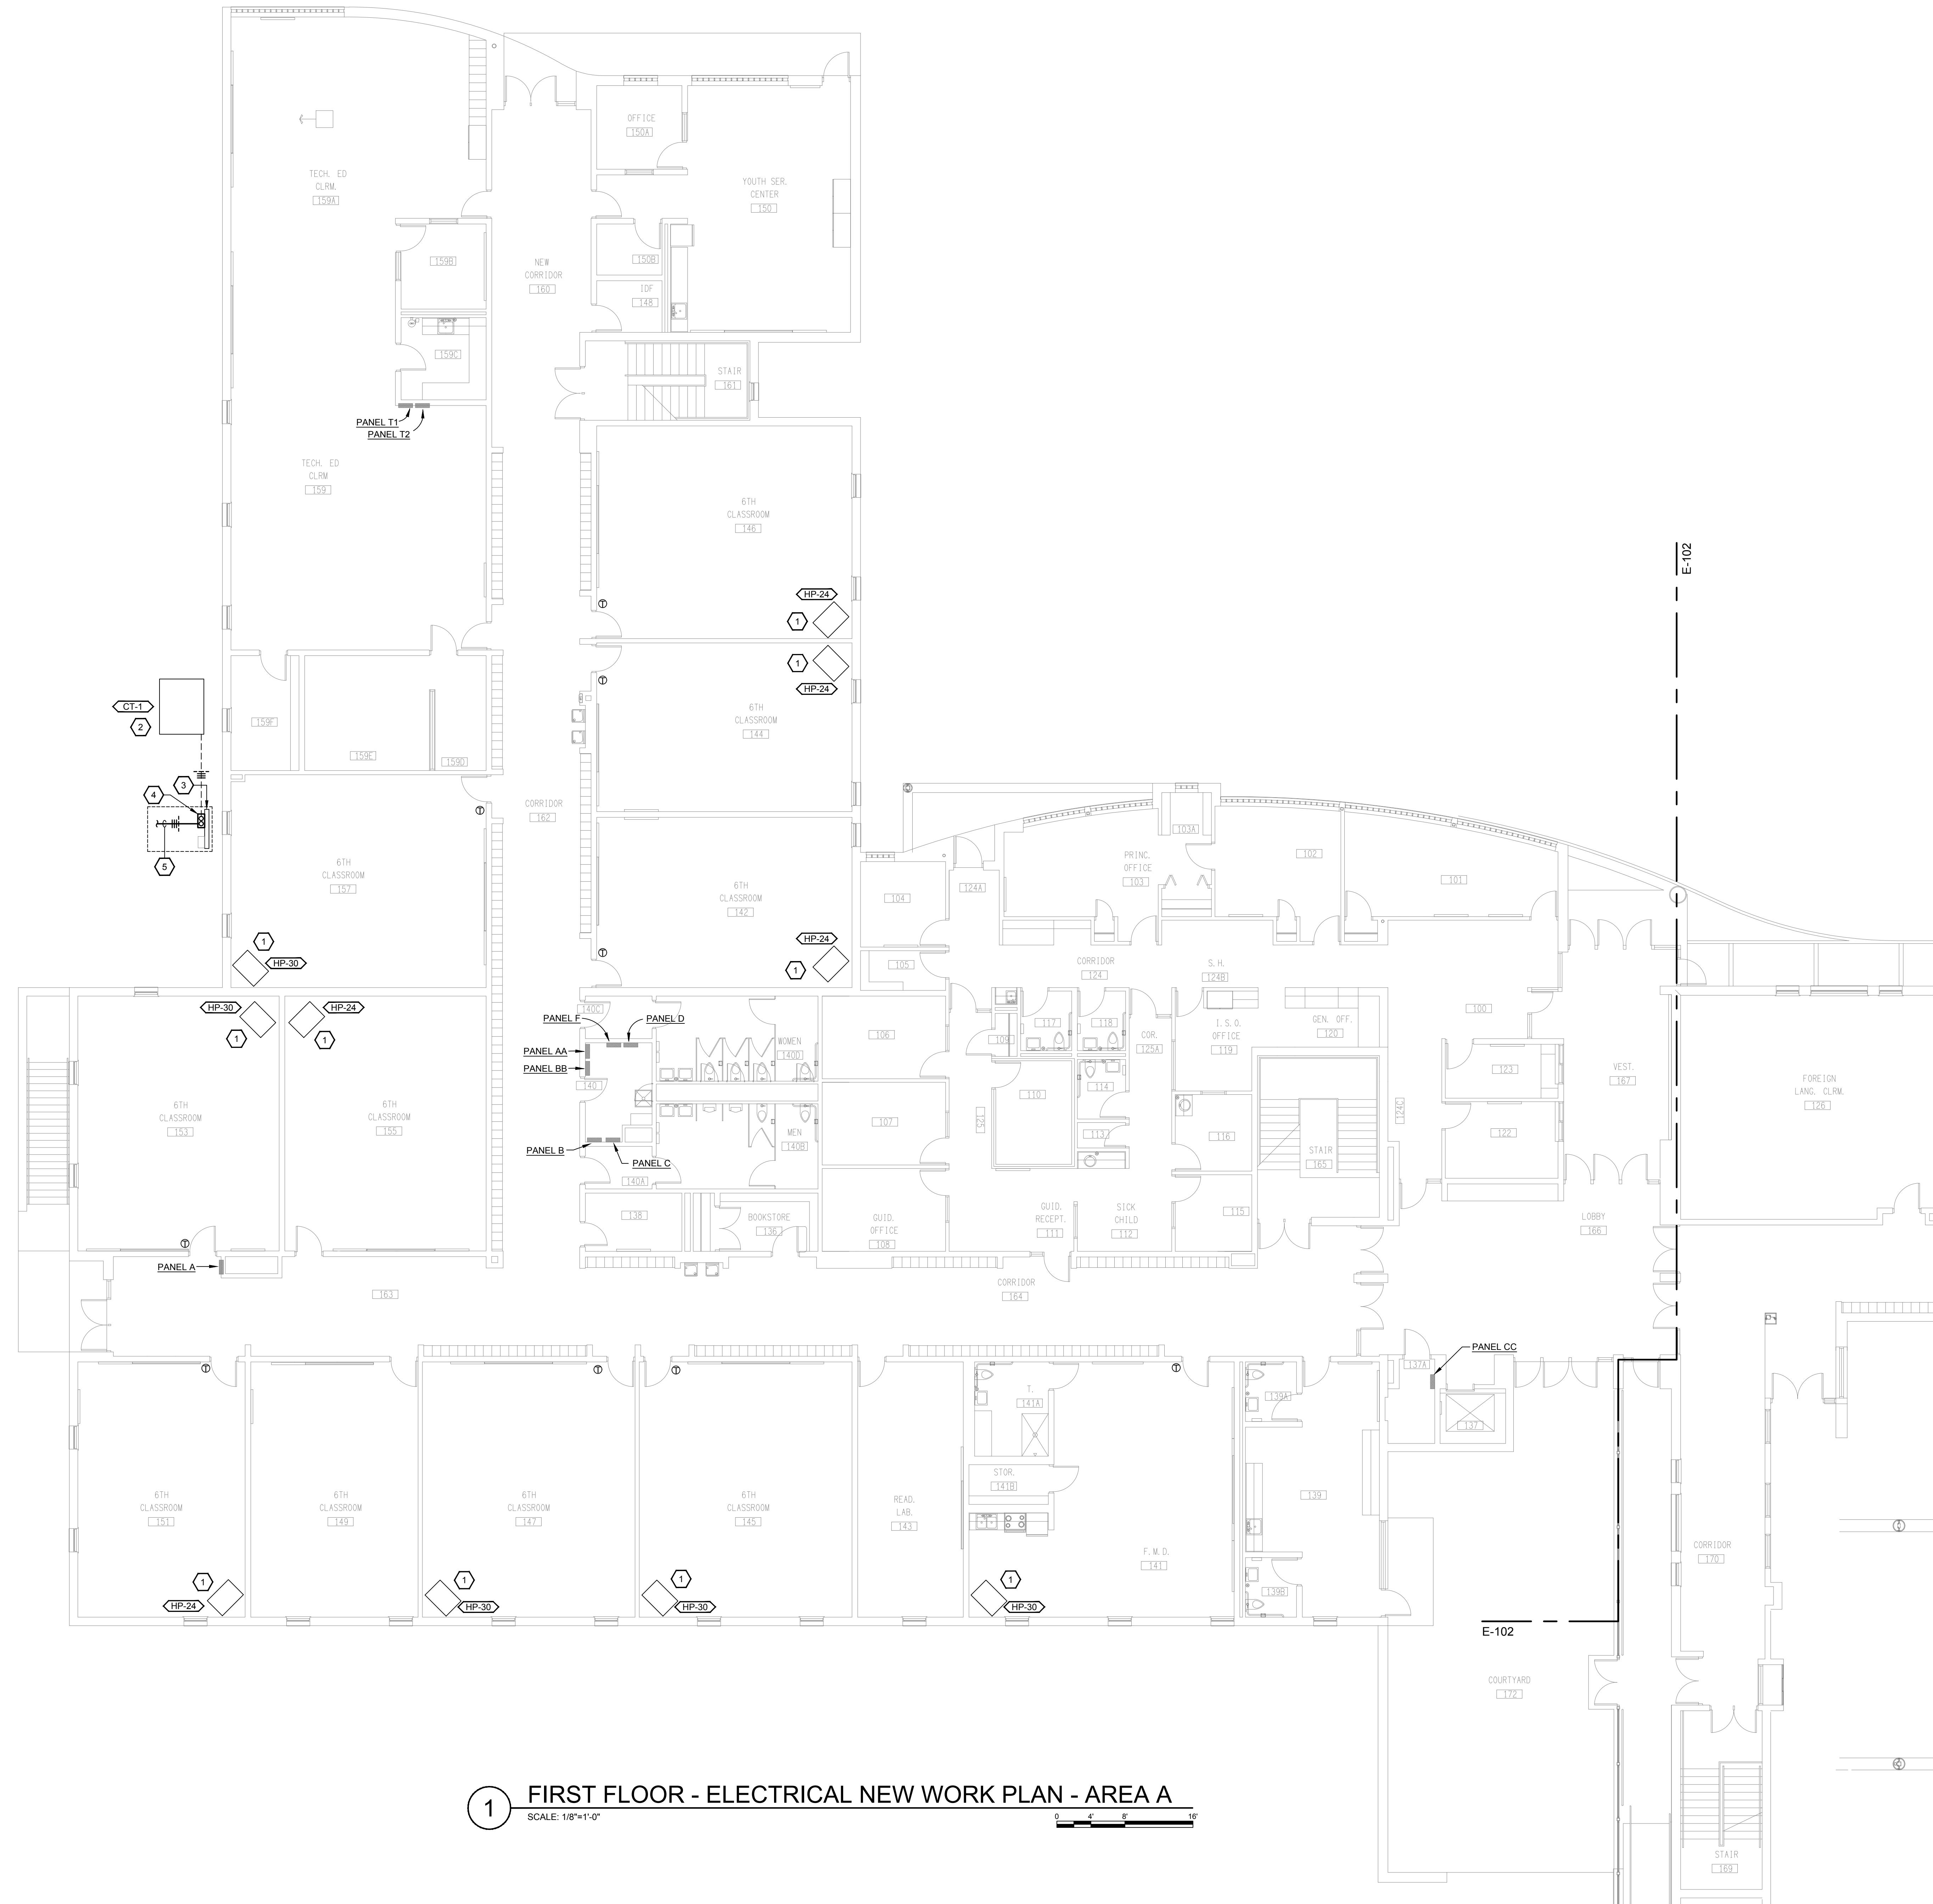 OFFICE
150A
TECH. ED
CLRM.
159A
YOUTH SER.
CENTER
150
159B
NEW
CORRIDOR
160
150B
IDF
148
159C
STAIR
161
PANEL T1
PANEL T2
TECH. ED
CLRM
159
6TH
CLASSROOM
146
E-102
HP-24
1
1
HP-24
CT-1
2
6TH
CLASSROOM
144
159F
159E
159D
3
4
5
CORRIDOR
162
6TH
CLASSROOM
157
6TH
CLASSROOM
142
HP-24
1
1
HP-30
103A
PRINC.
OFFICE
103
102
101
104
124A
105
CORRIDOR
124
S.H.
124B
100
HP-30
1
HP-24
1
140C
PANEL F
PANEL D
PANEL AA
PANEL BB
140
WOMEN
140D
106
109
117
118
COR.
125A
I.S.O.
OFFICE
119
GEN. OFF.
120
123
VEST.
167
FOREIGN
LANG. CLRM.
126
6TH
CLASSROOM
153
6TH
CLASSROOM
155
MEN
140B
107
125
110
114
113
116
STAIR
165
124C
122
PANEL B
PANEL C
140A
138
BOOKSTORE
136
GUID.
OFFICE
108
GUID.
RECEPT.
111
SICK
CHILD
112
115
LOBBY
166
PANEL A
163
CORRIDOR
164
PANEL CC
137A
137
T.
141A
139A
STOR.
141B
6TH
CLASSROOM
151
6TH
CLASSROOM
149
6TH
CLASSROOM
147
6TH
CLASSROOM
145
READ.
LAB.
143
F.M.D.
141
139
139B
CORRIDOR
170
1
HP-24
1
HP-30
1
HP-30
1
HP-30
E-102
COURTYARD
172
STAIR
169
1
FIRST FLOOR - ELECTRICAL NEW WORK PLAN - AREA A
SCALE: 1/8"=1'-0"
0 4' 8' 16'